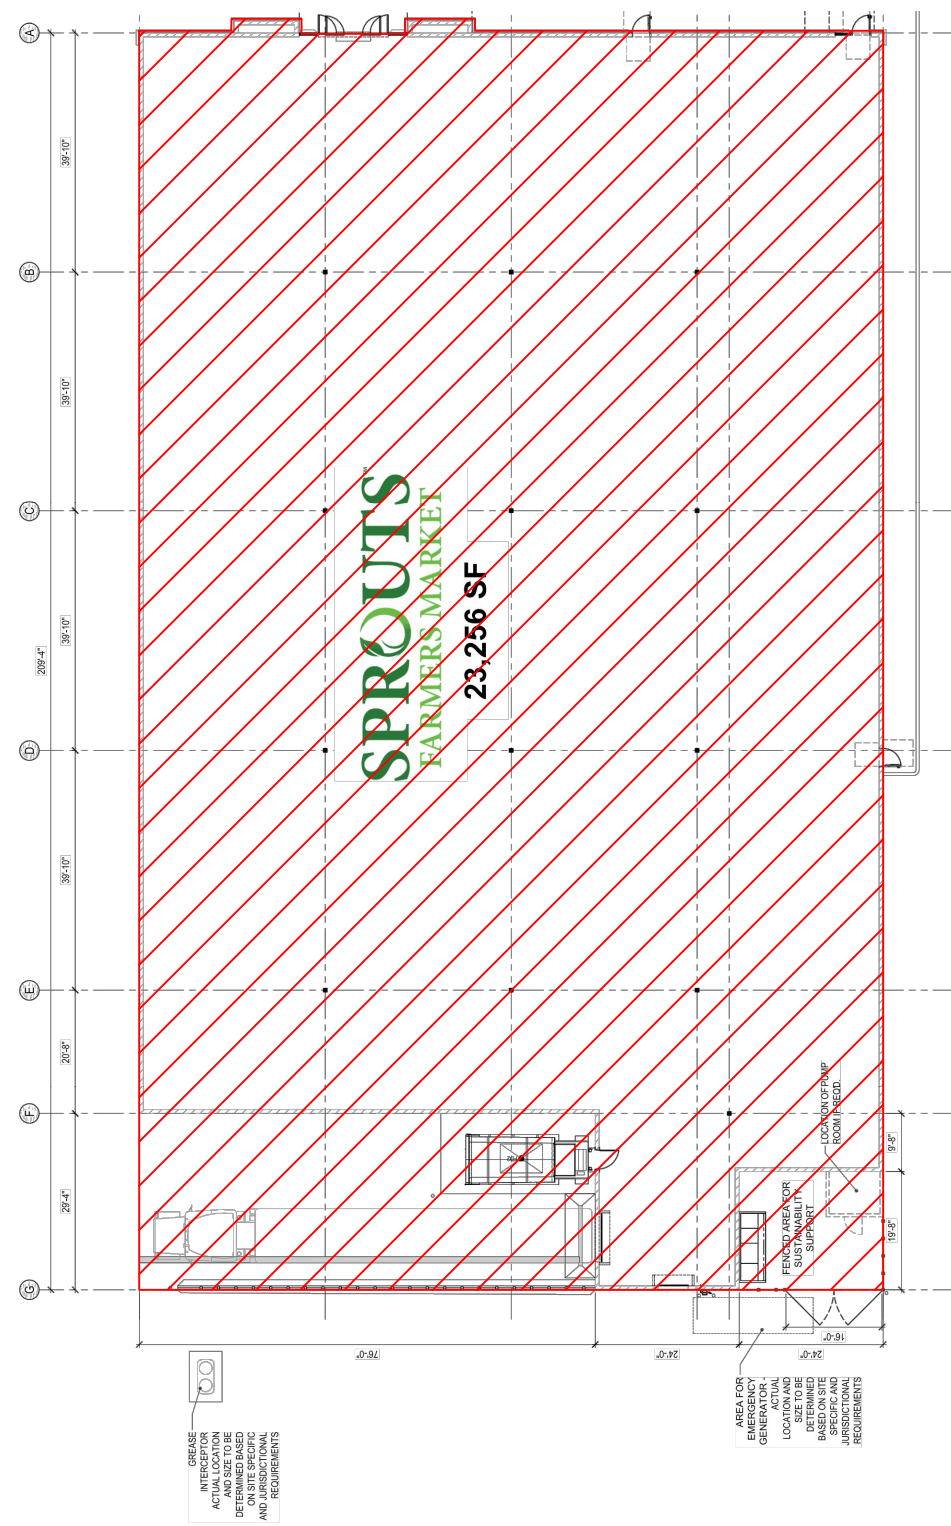 A
B
C
D
E
F
G
39'-10"
39'-10"
39'-10"
39'-10"
20'-8"
29'-4"
209'-4"
SPROUTS
FARMERS MARKET
23,256 SF
LOCATION OF PUMP
ROOM IF REQ'D.
9'-8"
19'-8"
FENCED AREA FOR
SUSTAINABILITY
SUPPORT
16'-0"
76'-0"
24'-0"
24'-0"
GREASE
INTERCEPTOR
ACTUAL LOCATION
AND SIZE TO BE
DETERMINED BASED
ON SITE SPECIFIC
AND JURISDICTIONAL
REQUIREMENTS
AREA FOR
EMERGENCY
GENERATOR -
ACTUAL
LOCATION AND
SIZE TO BE
DETERMINED
BASED ON SITE
SPECIFIC AND
JURISDICTIONAL
REQUIREMENTS